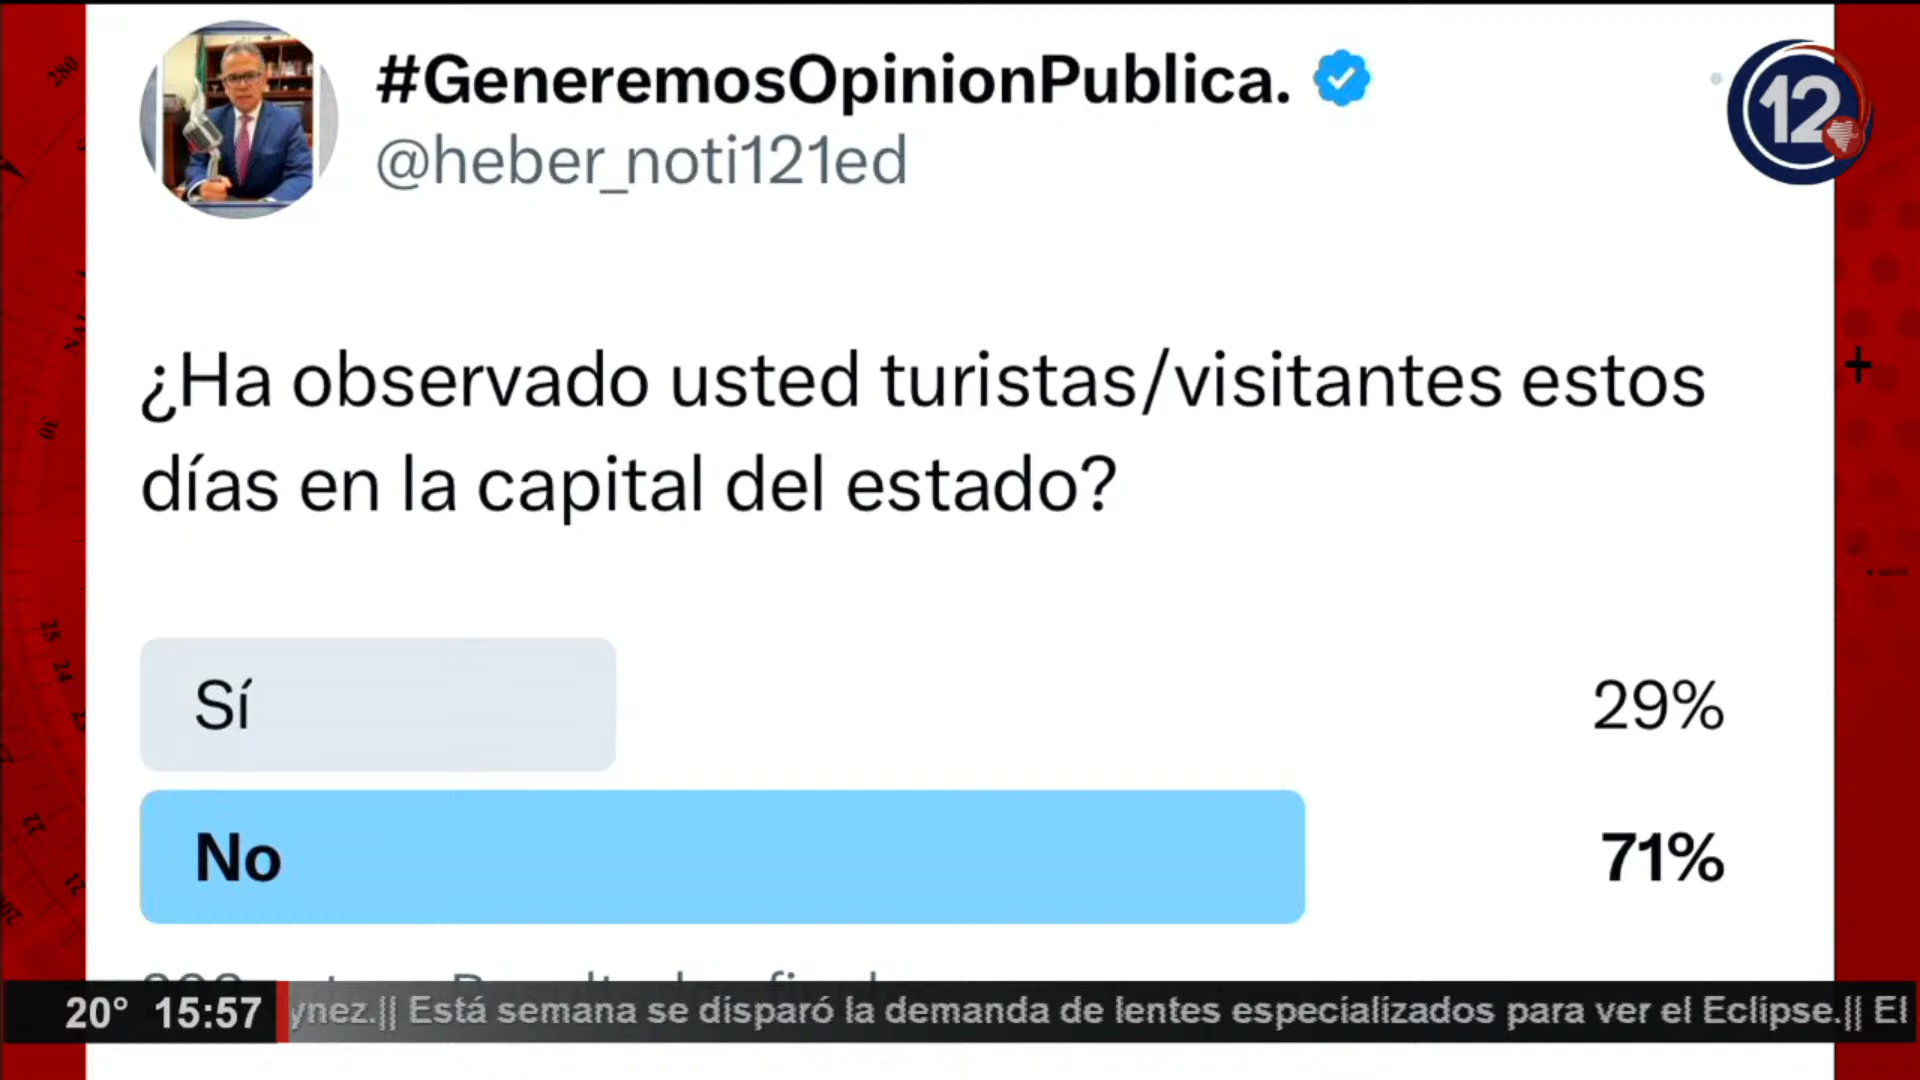 #GeneremosOpinionPublica.
@heber_noti121ed
12
¿Ha observado usted turistas/visitantes estos
días en la capital del estado?
Sí 29%
No 71%
20° 15:57 ynez.|| Está semana se disparó la demanda de lentes especializados para ver el Eclipse.|| El